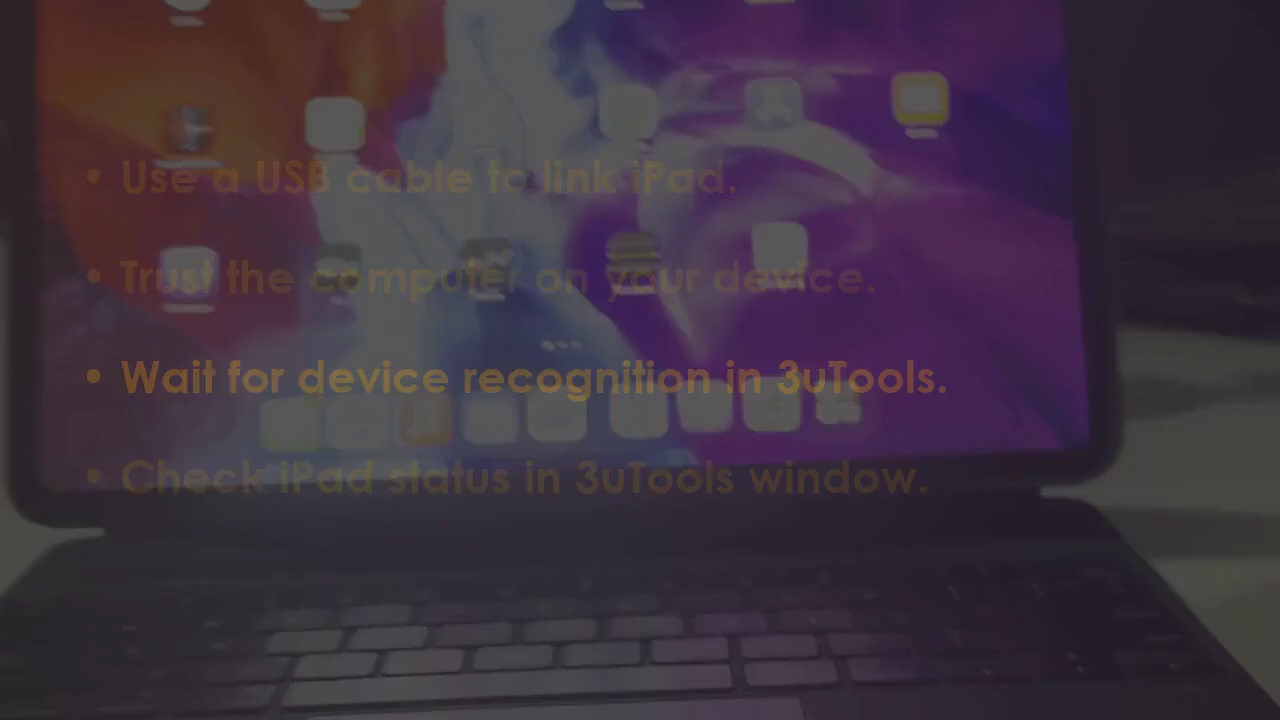 • Use a USB cable to link iPad.
• Trust the computer on your device.
• Wait for device recognition in 3uTools.
• Check iPad status in 3uTools window.